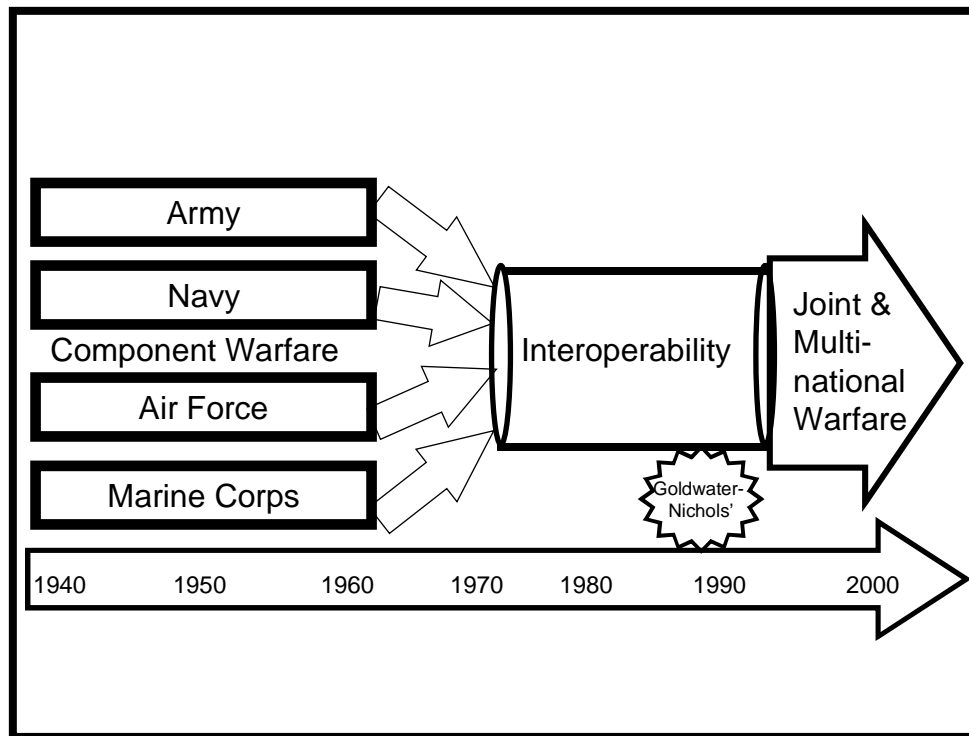 Army
Navy
Component Warfare
Air Force
Marine Corps
Interoperability
Joint &
Multi-
national
Warfare
Goldwater-
Nichols’
1940 1950 1960 1970 1980 1990 2000